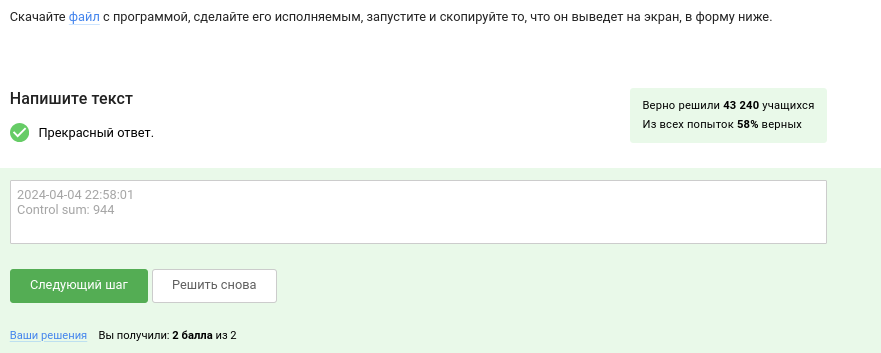 Скачайте файл с программой, сделайте его исполняемым, запустите и скопируйте то, что он выведет на экран, в форму ниже.
Напишите текст
Верно решили 43 240 учащихся
Из всех попыток 58% верных
Прекрасный ответ.
2024-04-04 22:58:01
Control sum: 944
Следующий шаг
Решить снова
Ваши решения Вы получили: 2 балла из 2